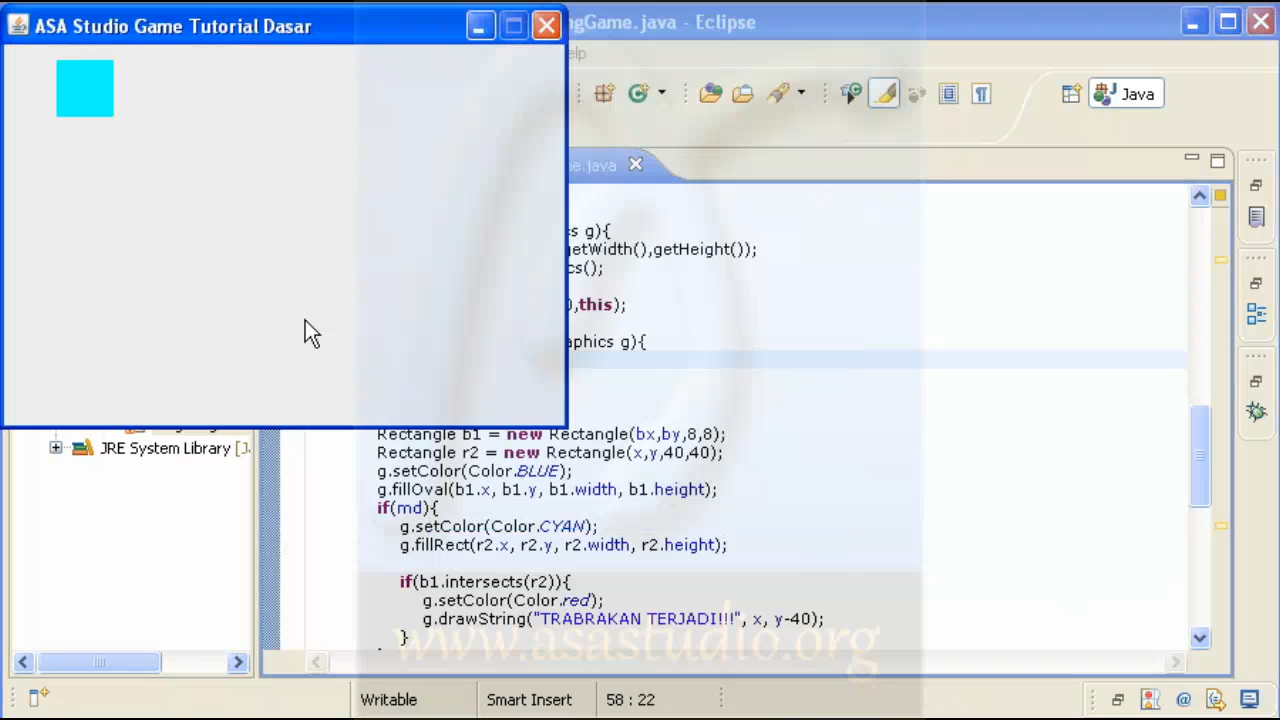 ASA Studio Game Tutorial Dasar
ngGame.java - Eclipse
elp
Java
e.java
s g){
getWidth(),getHeight());
cs();
,this);
aphics g){
Rectangle b1 = new Rectangle(bx,by,8,8);
JRE System Library [J
Rectangle r2 = new Rectangle(x,y,40,40);
g.setColor(Color.BLUE);
g.fillOval(b1.x, b1.y, b1.width, b1.height);
if(md){
g.setColor(Color.CYAN);
g.fillRect(r2.x, r2.y, r2.width, r2.height);
if(b1.intersects(r2)){
g.setColor(Color.red);
g.drawString("TRABRAKAN TERJADI!!!", x, y-40);
}
www.asastudio.org
Writable
Smart Insert
58 : 22